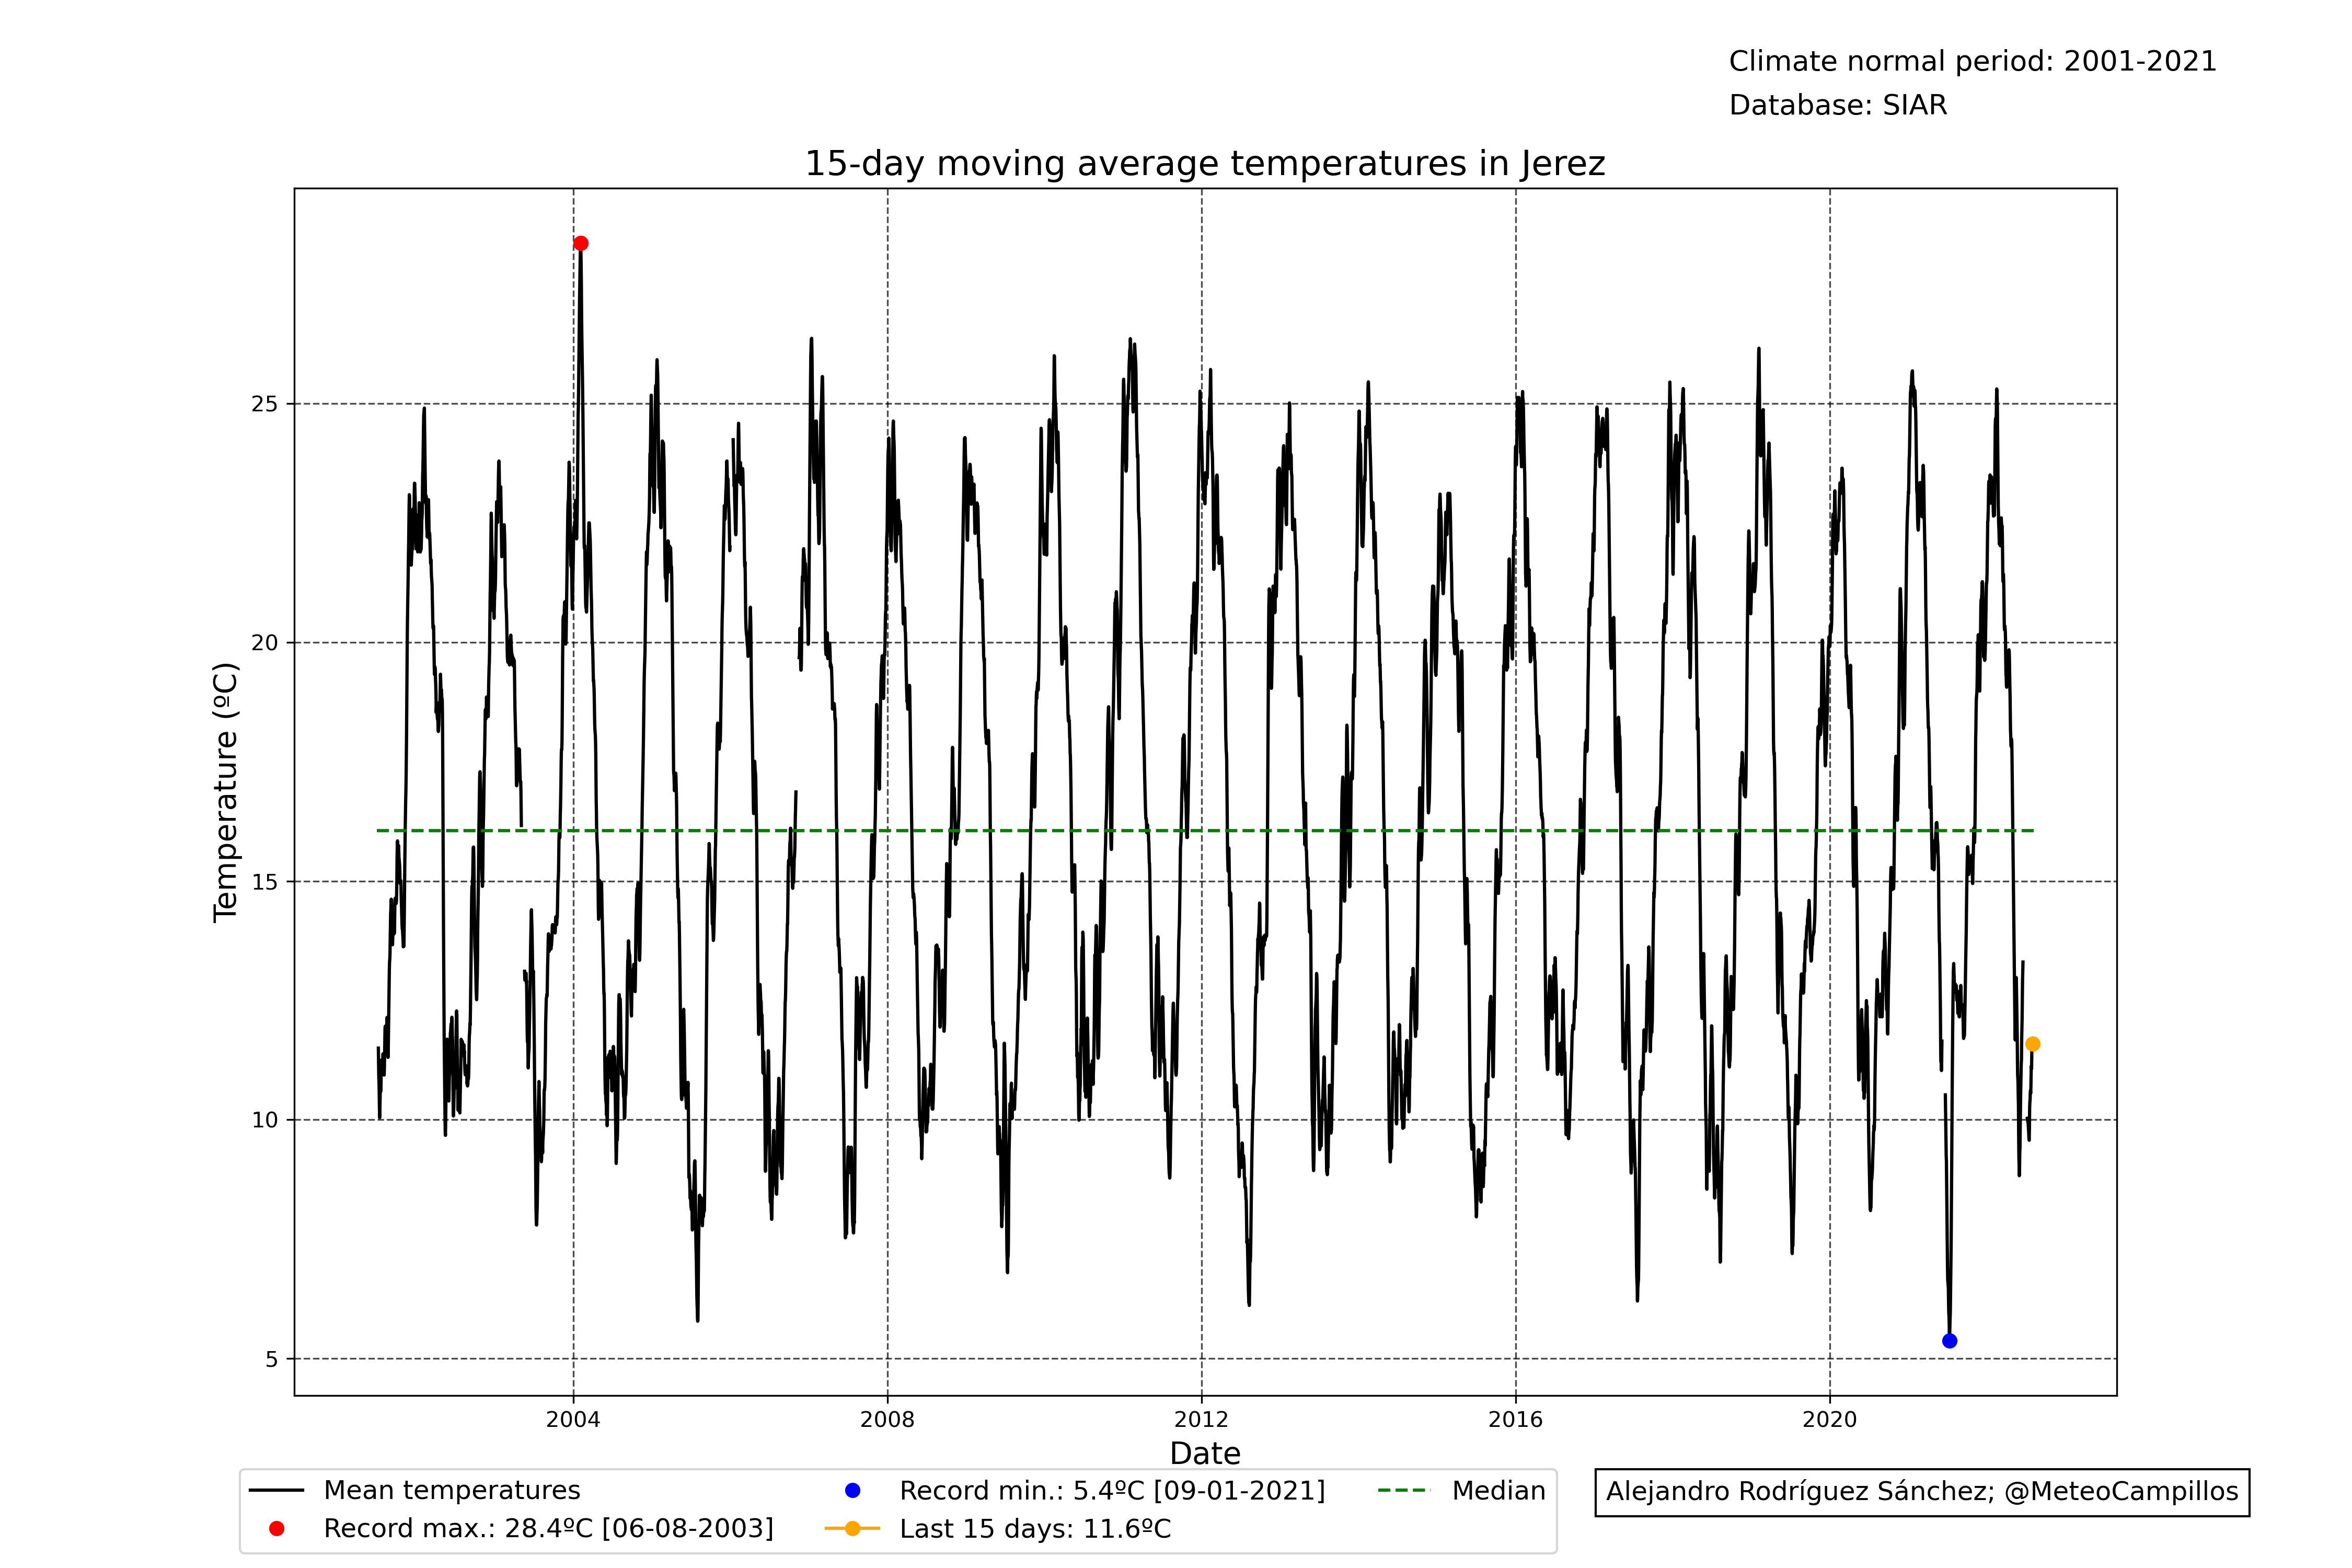 Climate normal period: 2001-2021
Database: SIAR
15-day moving average temperatures in Jerez
Temperature (ºC)
25
20
15
10
5
2004
2008
2012
2016
2020
Date
Mean temperatures
Record max.: 28.4ºC [06-08-2003]
Record min.: 5.4ºC [09-01-2021]
Last 15 days: 11.6ºC
Median
Alejandro Rodríguez Sánchez; @MeteoCampillos